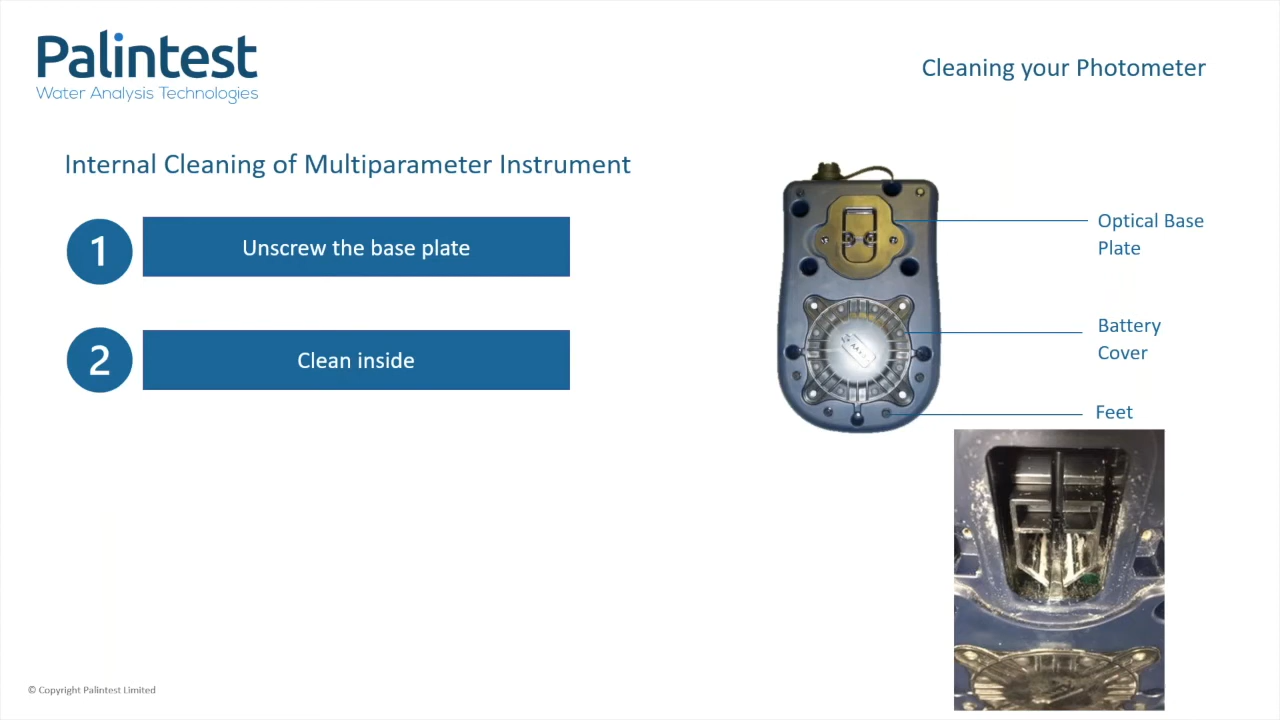 Palintest
Water Analysis Technologies
Cleaning your Photometer
Internal Cleaning of Multiparameter Instrument
1
Unscrew the base plate
2
Clean inside
Optical Base
Plate
Battery
Cover
Feet
© Copyright Palintest Limited